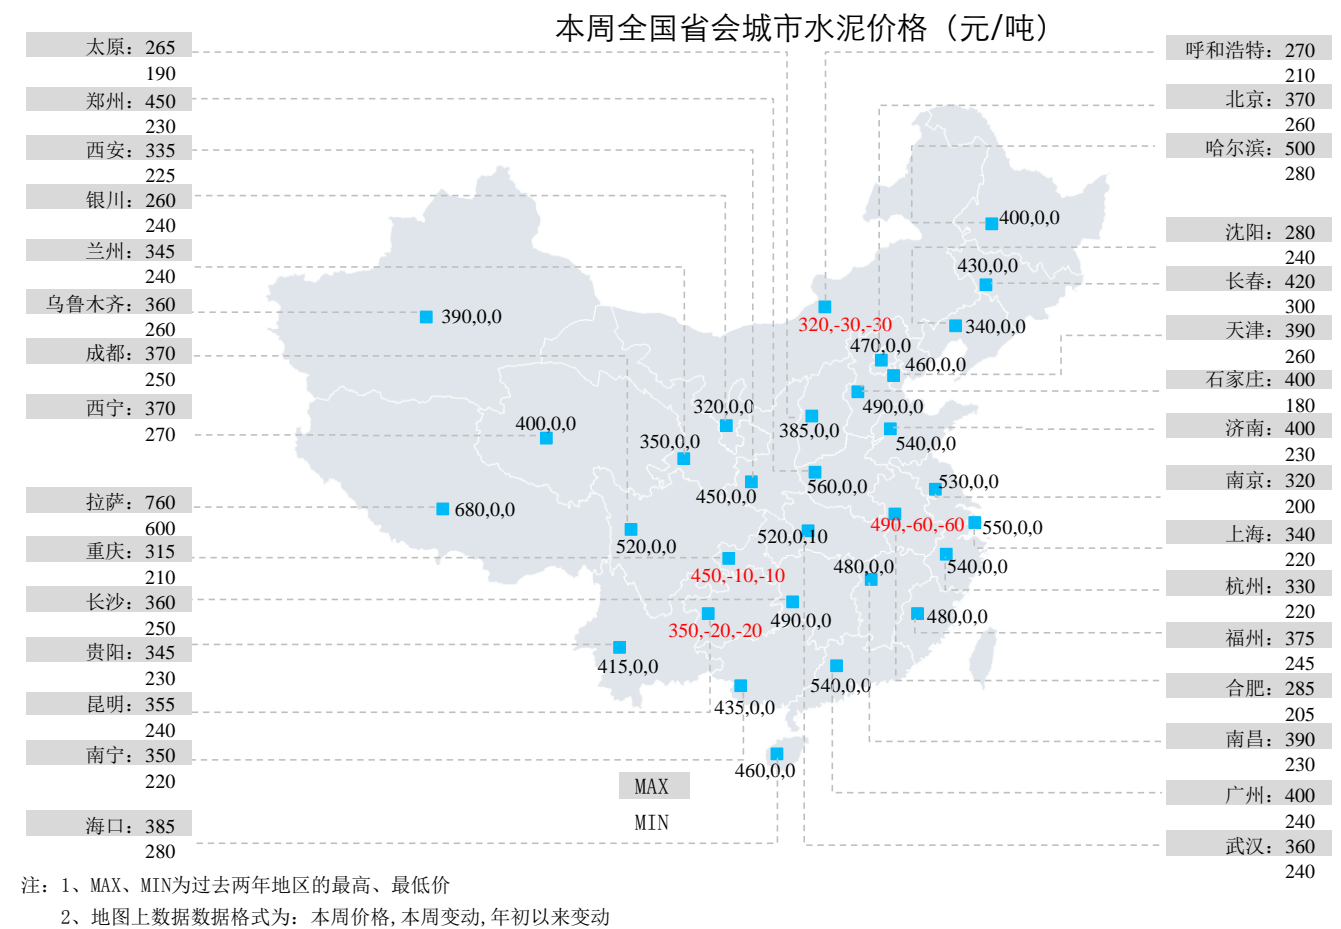 本周全国省会城市水泥价格（元/吨）
太原：265
190
郑州：450
230
西安：335
225
银川：260
240
兰州：345
240
乌鲁木齐：360
260
成都：370
250
西宁：370
270
拉萨：760
600
重庆：315
210
长沙：360
250
贵阳：345
230
昆明：355
240
南宁：350
220
海口：385
280
呼和浩特：270
210
北京：370
260
哈尔滨：500
280
沈阳：280
240
长春：420
300
天津：390
260
石家庄：400
180
济南：400
230
南京：320
200
上海：340
220
杭州：330
220
福州：375
245
合肥：285
205
南昌：390
230
广州：400
240
武汉：360
240
400,0,0
430,0,0
390,0,0
320,-30,-30
340,0,0
470,0,0
460,0,0
320,0,0
490,0,0
400,0,0
385,0,0
350,0,0
540,0,0
450,0,0
560,0,0
530,0,0
680,0,0
490,-60,-60
550,0,0
520,0,0
520,0,10
450,-10,-10
480,0,0
540,0,0
350,-20,-20
490,0,0
480,0,0
415,0,0
540,0,0
435,0,0
460,0,0
MAX
MIN
注：1、MAX、MIN为过去两年地区的最高、最低价
2、地图上数据数据格式为：本周价格,本周变动,年初以来变动